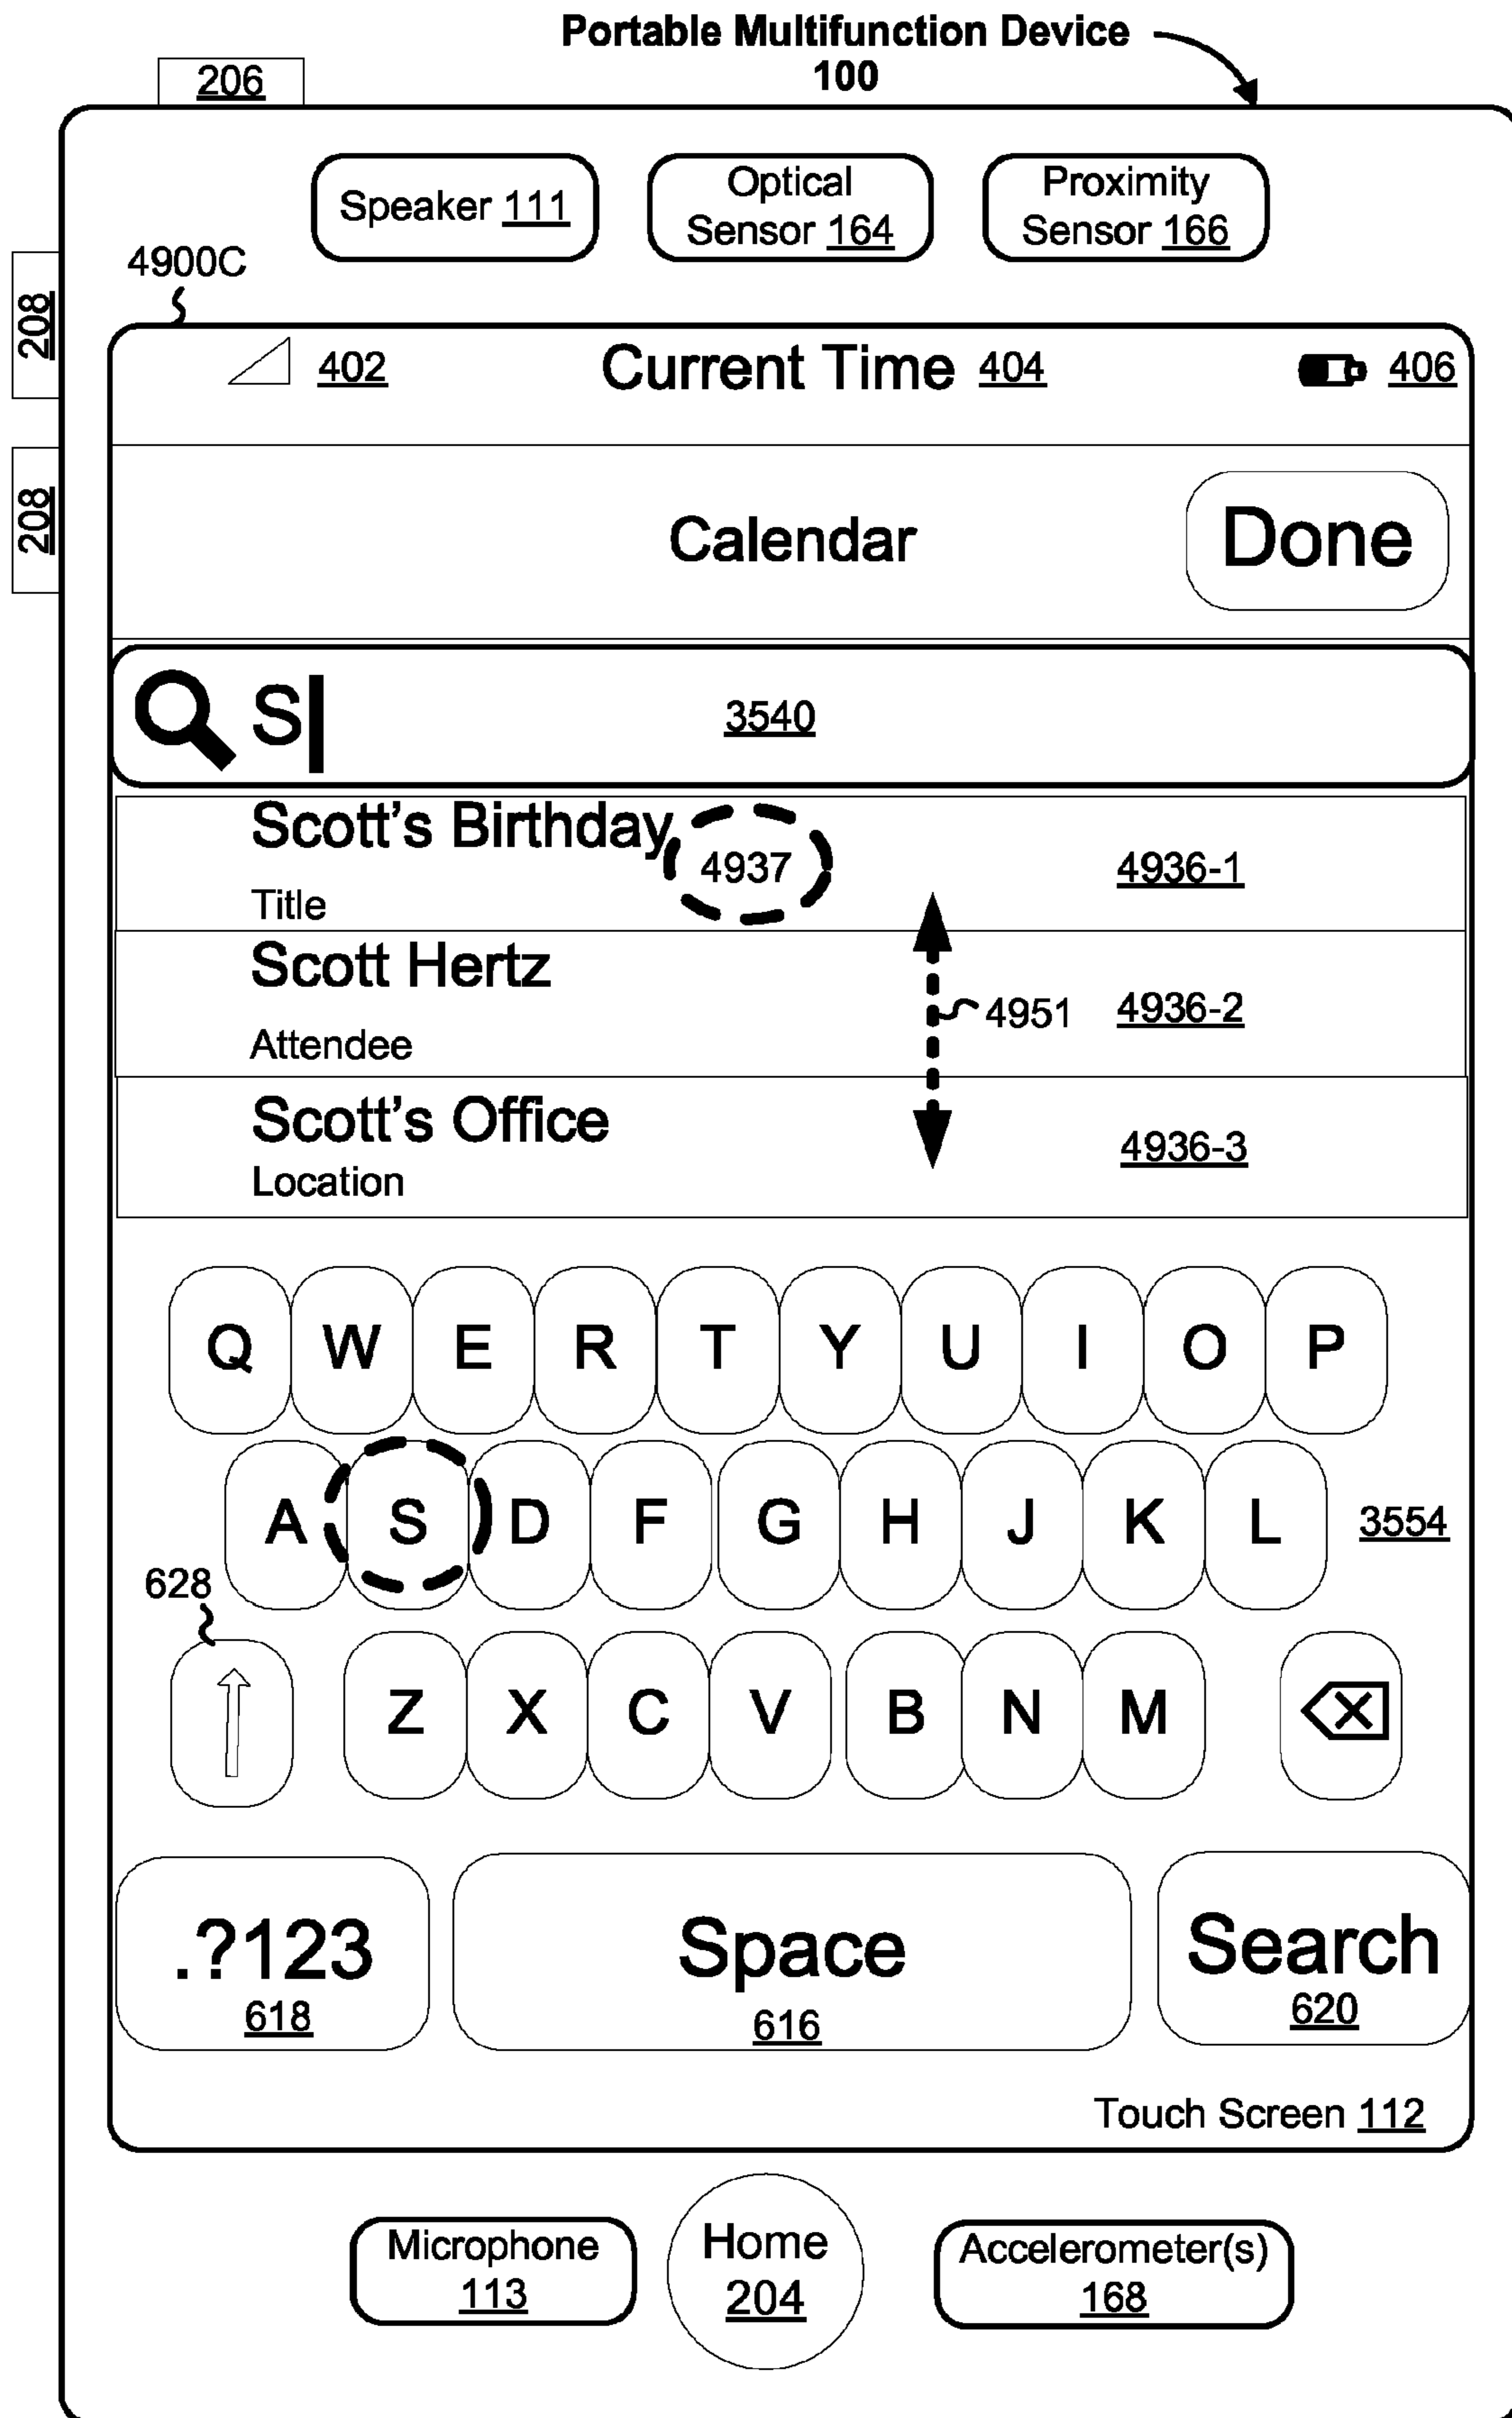 Portable Multifunction Device
100
206
Speaker 111
Optical
Sensor 164
Proximity
Sensor 166
4900C
208
208
402
Current Time 404
406
Calendar
Done
S
3540
Scott's Birthday
4937
4936-1
Title
Scott Hertz
4951
4936-2
Attendee
Scott's Office
4936-3
Location
Q W E R T Y U I O P
A S D F G H J K L
3554
628
Z X C V B N M
.?123
618
Space
616
Search
620
Touch Screen 112
Microphone
113
Home
204
Accelerometer(s)
168